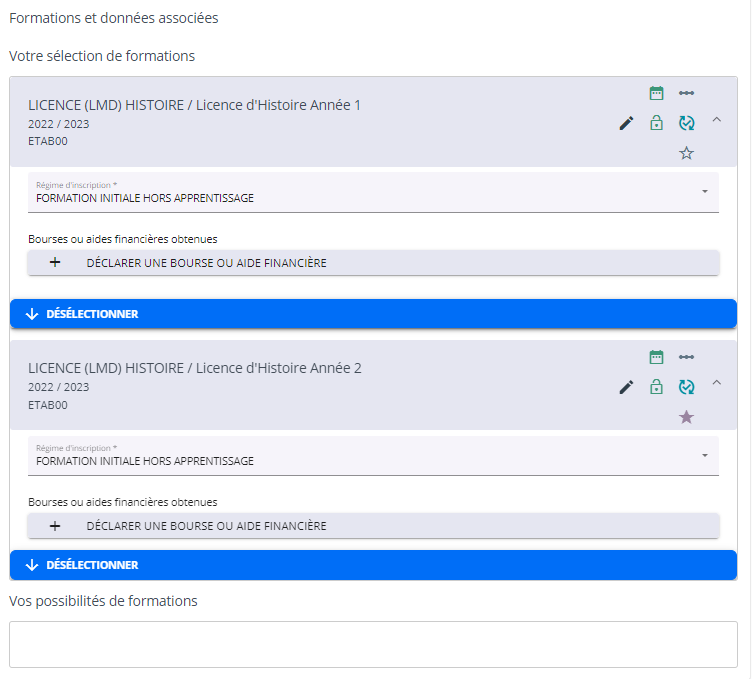 Formations et données associées
Votre sélection de formations
LICENCE (LMD) HISTOIRE / Licence d'Histoire Année 1
2022 / 2023
ETAB00
Régime d'inscription *
FORMATION INITIALE HORS APPRENTISSAGE
Bourses ou aides financières obtenues
DÉCLARER UNE BOURSE OU AIDE FINANCIÈRE
DÉSÉLECTIONNER
LICENCE (LMD) HISTOIRE / Licence d'Histoire Année 2
2022 / 2023
ETAB00
Régime d'inscription *
FORMATION INITIALE HORS APPRENTISSAGE
Bourses ou aides financières obtenues
DÉCLARER UNE BOURSE OU AIDE FINANCIÈRE
DÉSÉLECTIONNER
Vos possibilités de formations